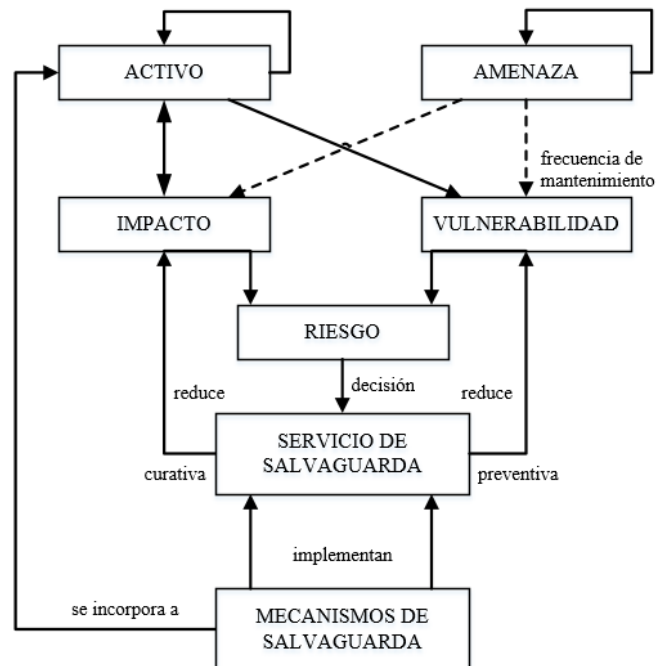 ACTIVO
AMENAZA
frecuencia de
mantenimiento
IMPACTO
VULNERABILIDAD
RIESGO
decisión
reduce
reduce
SERVICIO DE
SALVAGUARDA
curativa
preventiva
implementan
se incorpora a
MECANISMOS DE
SALVAGUARDA